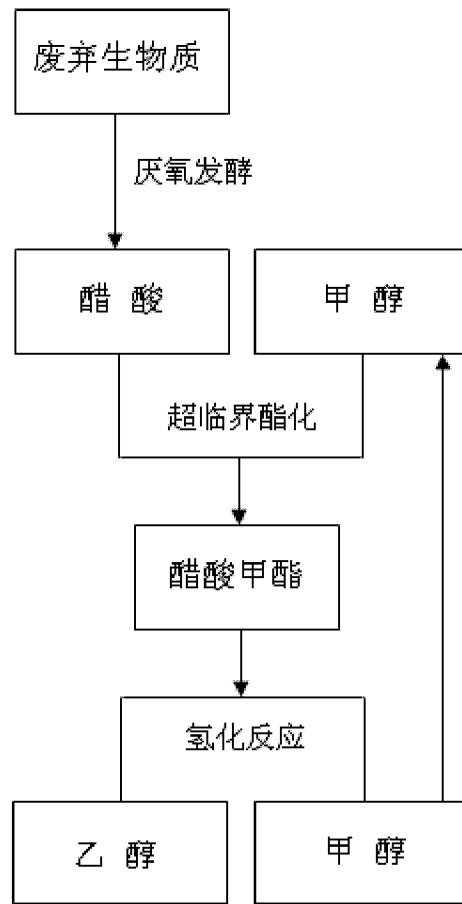 废弃生物质
厌氧发酵
醋 酸
甲 醇
超临界酯化
醋酸甲酯
氢化反应
乙 醇
甲 醇